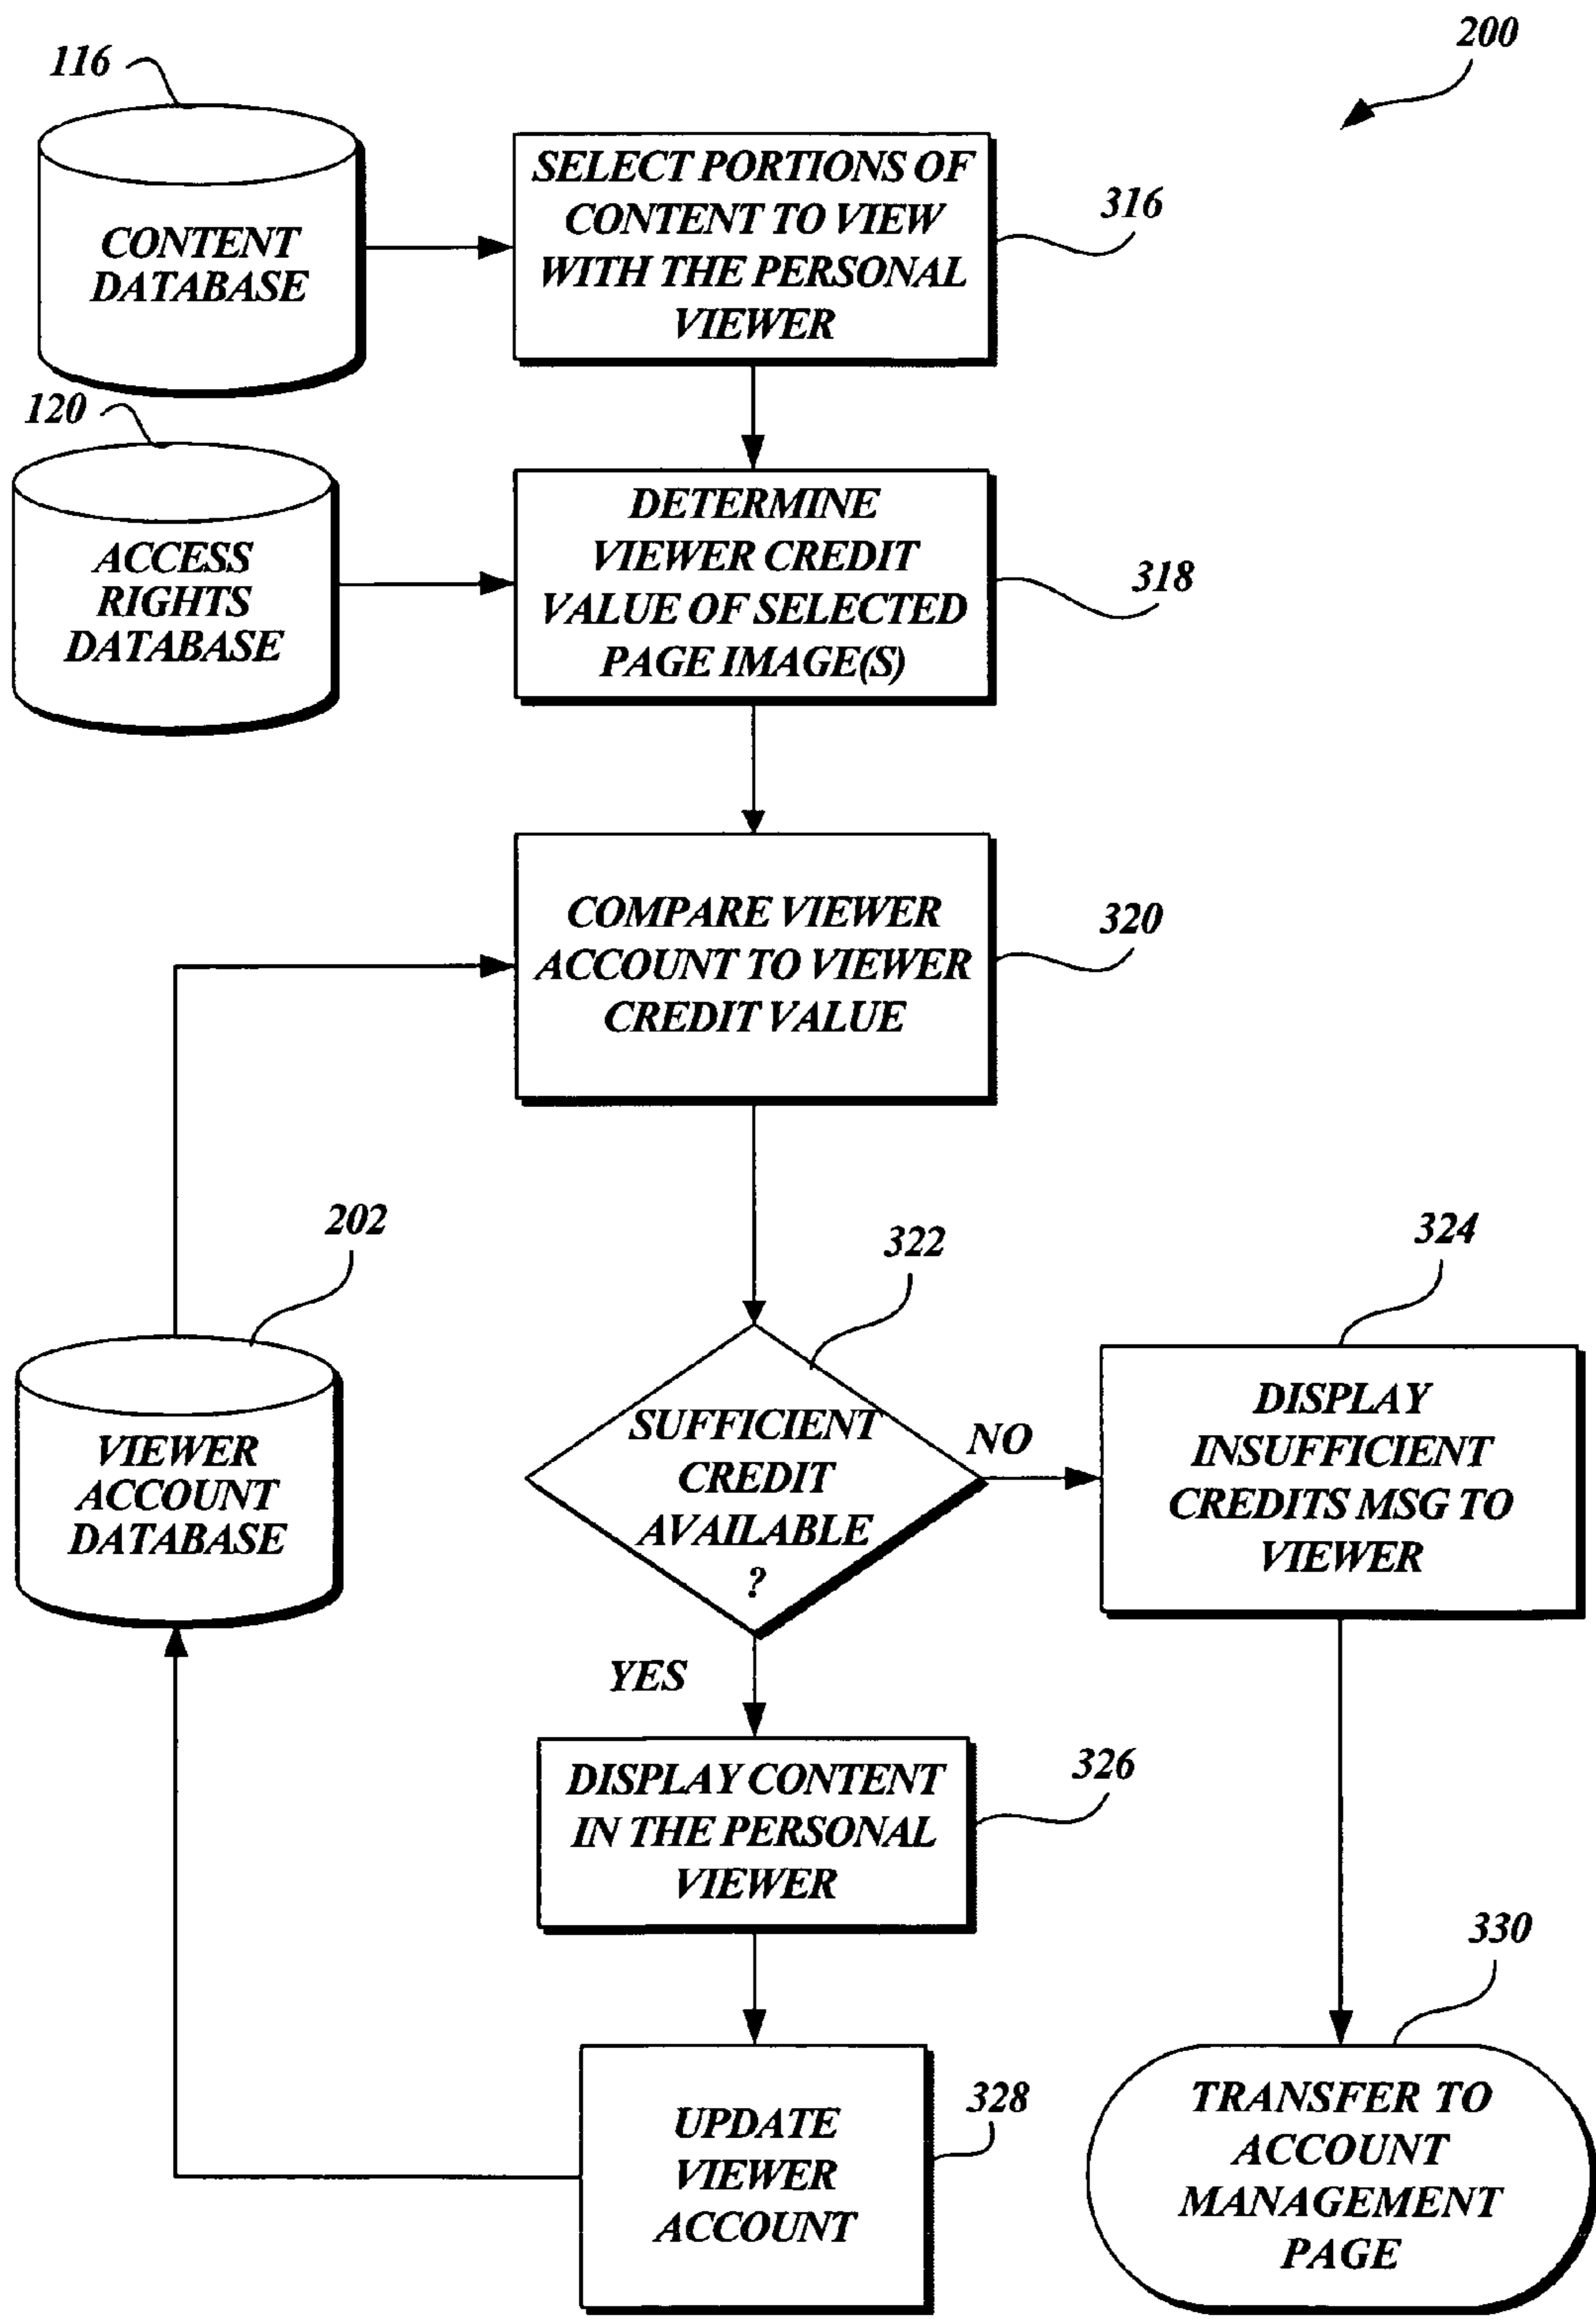 200
116
CONTENT
DATABASE
SELECT PORTIONS OF
CONTENT TO VIEW
WITH THE PERSONAL
VIEWER
316
120
ACCESS
RIGHTS
DATABASE
DETERMINE
VIEWER CREDIT
VALUE OF SELECTED
PAGE IMAGE(S)
318
COMPARE VIEWER
ACCOUNT TO VIEWER
CREDIT VALUE
320
202
VIEWER
ACCOUNT
DATABASE
322
SUFFICIENT
CREDIT
AVAILABLE
?
NO
YES
324
DISPLAY
INSUFFICIENT
CREDITS MSG TO
VIEWER
DISPLAY CONTENT
IN THE PERSONAL
VIEWER
326
UPDATE
VIEWER
ACCOUNT
328
330
TRANSFER TO
ACCOUNT
MANAGEMENT
PAGE